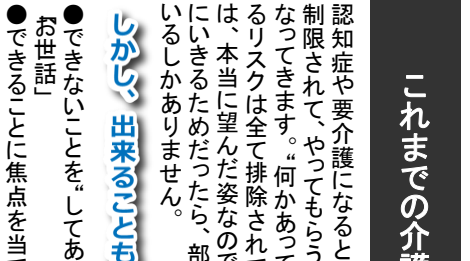 これまでの介護
認知症や要介護になると
制限されて、やってもらう
なってきます。“何かあって
るリスクは全て排除されて
は、本当に望んだ姿なので
にいきるためだったら、部
いるしかありません。
しかし、出来ることも
●できないことを“してあ
お世話」
●できることに焦点を当て